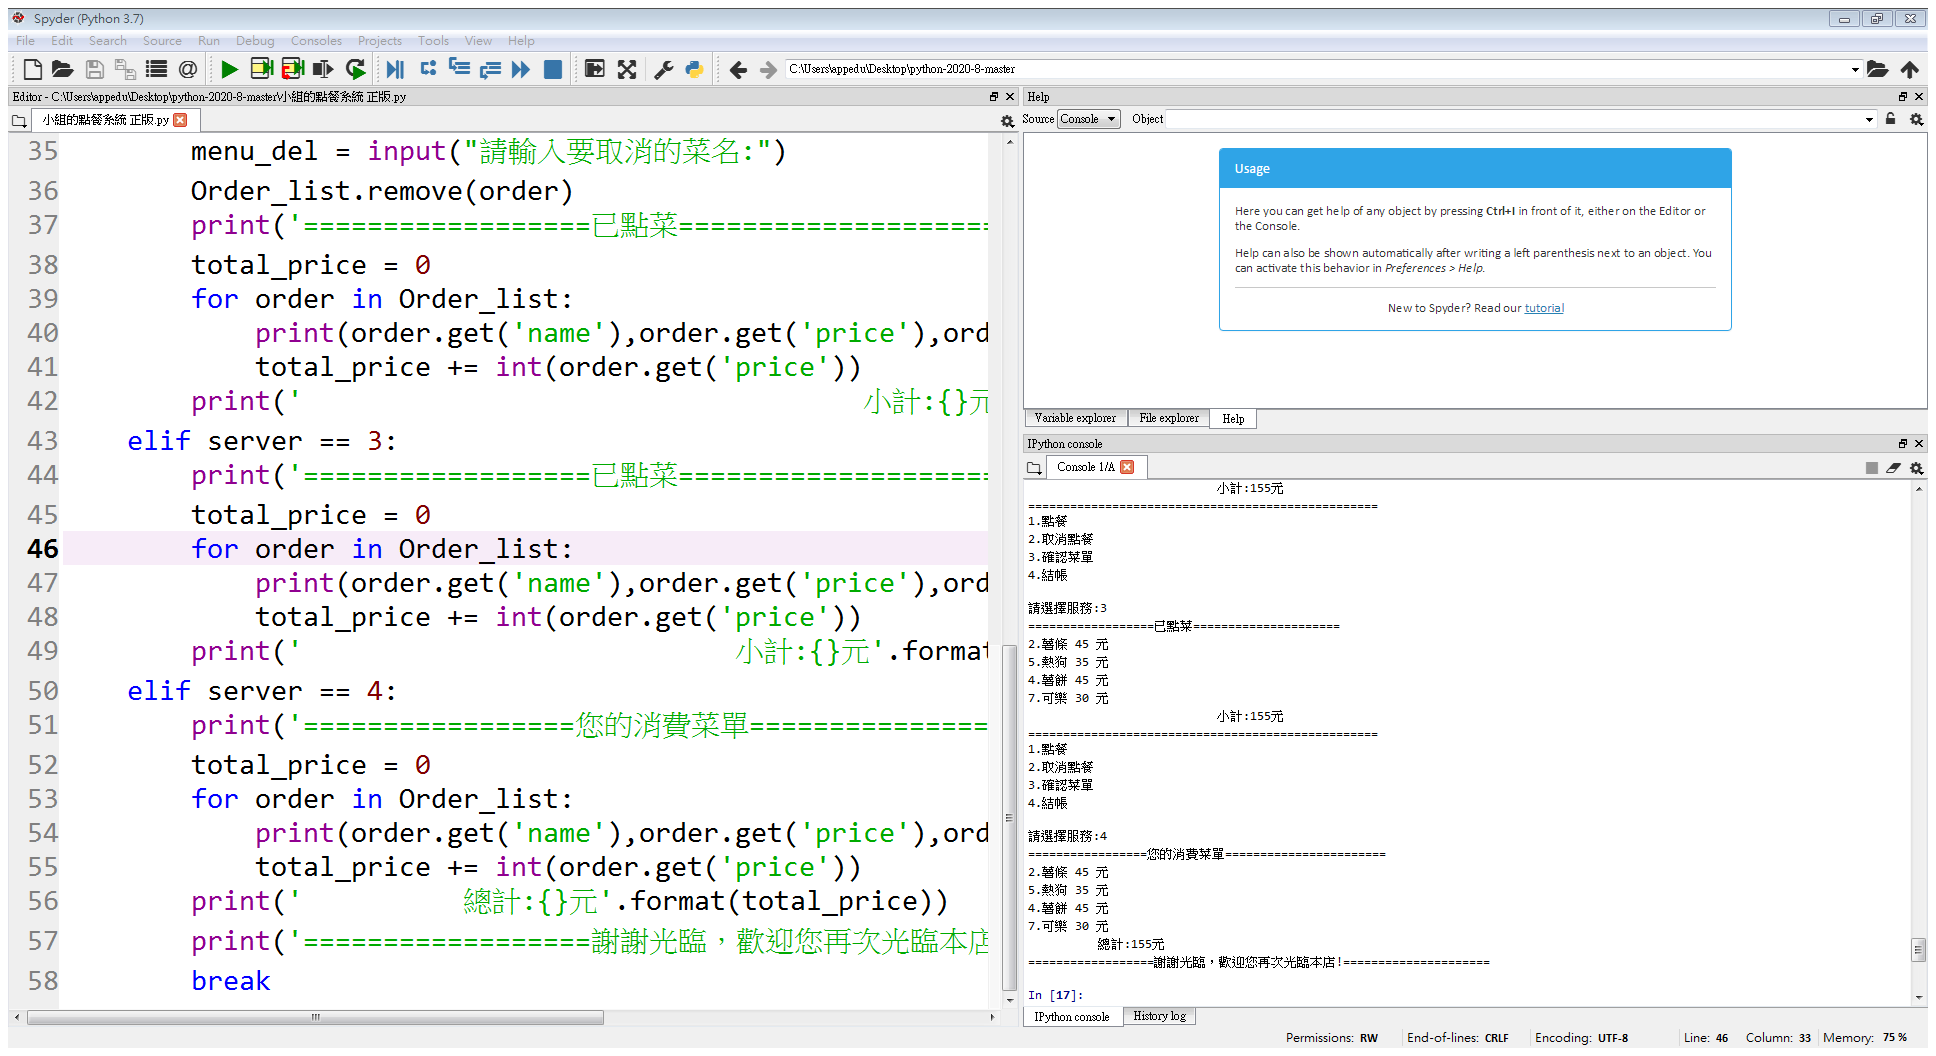 Spyder (Python 3.7)
File Edit Search Source Run Debug Consoles Projects Tools View Help
C:\Users\appedu\Desktop\python-2020-8-master
Editor - C:\Users\appedu\Desktop\python-2020-8-master\小組的點餐系統 正版.py
小組的點餐系統 正版.py
35 menu_del = input("請輸入要取消的菜名:")
36 Order_list.remove(order)
37 print('==================已點菜====================
38 total_price = 0
39 for order in Order_list:
40 print(order.get('name'),order.get('price'),ord
41 total_price += int(order.get('price'))
42 print(' 小計:{}元
43 elif server == 3:
44 print('==================已點菜====================
45 total_price = 0
46 for order in Order_list:
47 print(order.get('name'),order.get('price'),ord
48 total_price += int(order.get('price'))
49 print(' 小計:{}元'.format
50 elif server == 4:
51 print('=================您的消費菜單===============
52 total_price = 0
53 for order in Order_list:
54 print(order.get('name'),order.get('price'),ord
55 total_price += int(order.get('price'))
56 print(' 總計:{}元'.format(total_price))
57 print('==================謝謝光臨，歡迎您再次光臨本店
58 break
Help
Source Console Object
Usage
Here you can get help of any object by pressing Ctrl+I in front of it, either on the Editor or
the Console.
Help can also be shown automatically after writing a left parenthesis next to an object. You
can activate this behavior in Preferences > Help.
New to Spyder? Read our tutorial
Variable explorer File explorer Help
IPython console
Console 1/A
小計:155元
==================================================
1.點餐
2.取消點餐
3.確認菜單
4.結帳
請選擇服務:3
==================已點菜=====================
2.薯條 45 元
5.熱狗 35 元
4.薯餅 45 元
7.可樂 30 元
小計:155元
==================================================
1.點餐
2.取消點餐
3.確認菜單
4.結帳
請選擇服務:4
=================您的消費菜單=======================
2.薯條 45 元
5.熱狗 35 元
4.薯餅 45 元
7.可樂 30 元
總計:155元
==================謝謝光臨，歡迎您再次光臨本店!=====================
In [17]:
IPython console History log
Permissions: RW End-of-lines: CRLF Encoding: UTF-8 Line: 46 Column: 33 Memory: 75 %